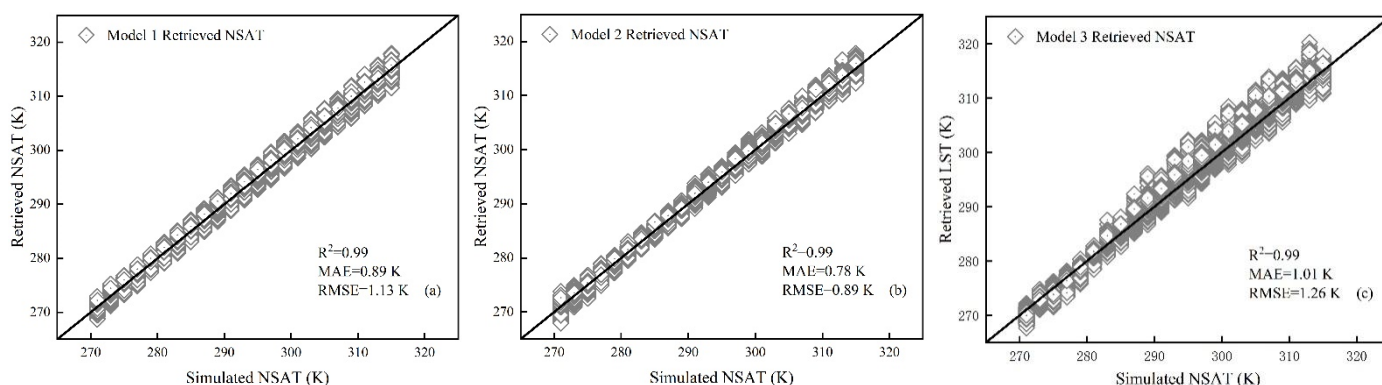 Model 1 Retrieved NSAT
Retrieved NSAT (K)
320
310
300
290
280
270
R²=0.99
MAE=0.89 K
RMSE=1.13 K (a)
270 280 290 300 310 320
Simulated NSAT (K)
Model 2 Retrieved NSAT
Retrieved NSAT (K)
320
310
300
290
280
270
R²=0.99
MAE=0.78 K
RMSE=0.89 K (b)
270 280 290 300 310 320
Simulated NSAT (K)
Model 3 Retrieved NSAT
Retrieved LST (K)
320
310
300
290
280
270
R²=0.99
MAE=1.01 K
RMSE=1.26 K (c)
270 280 290 300 310 320
Simulated NSAT (K)